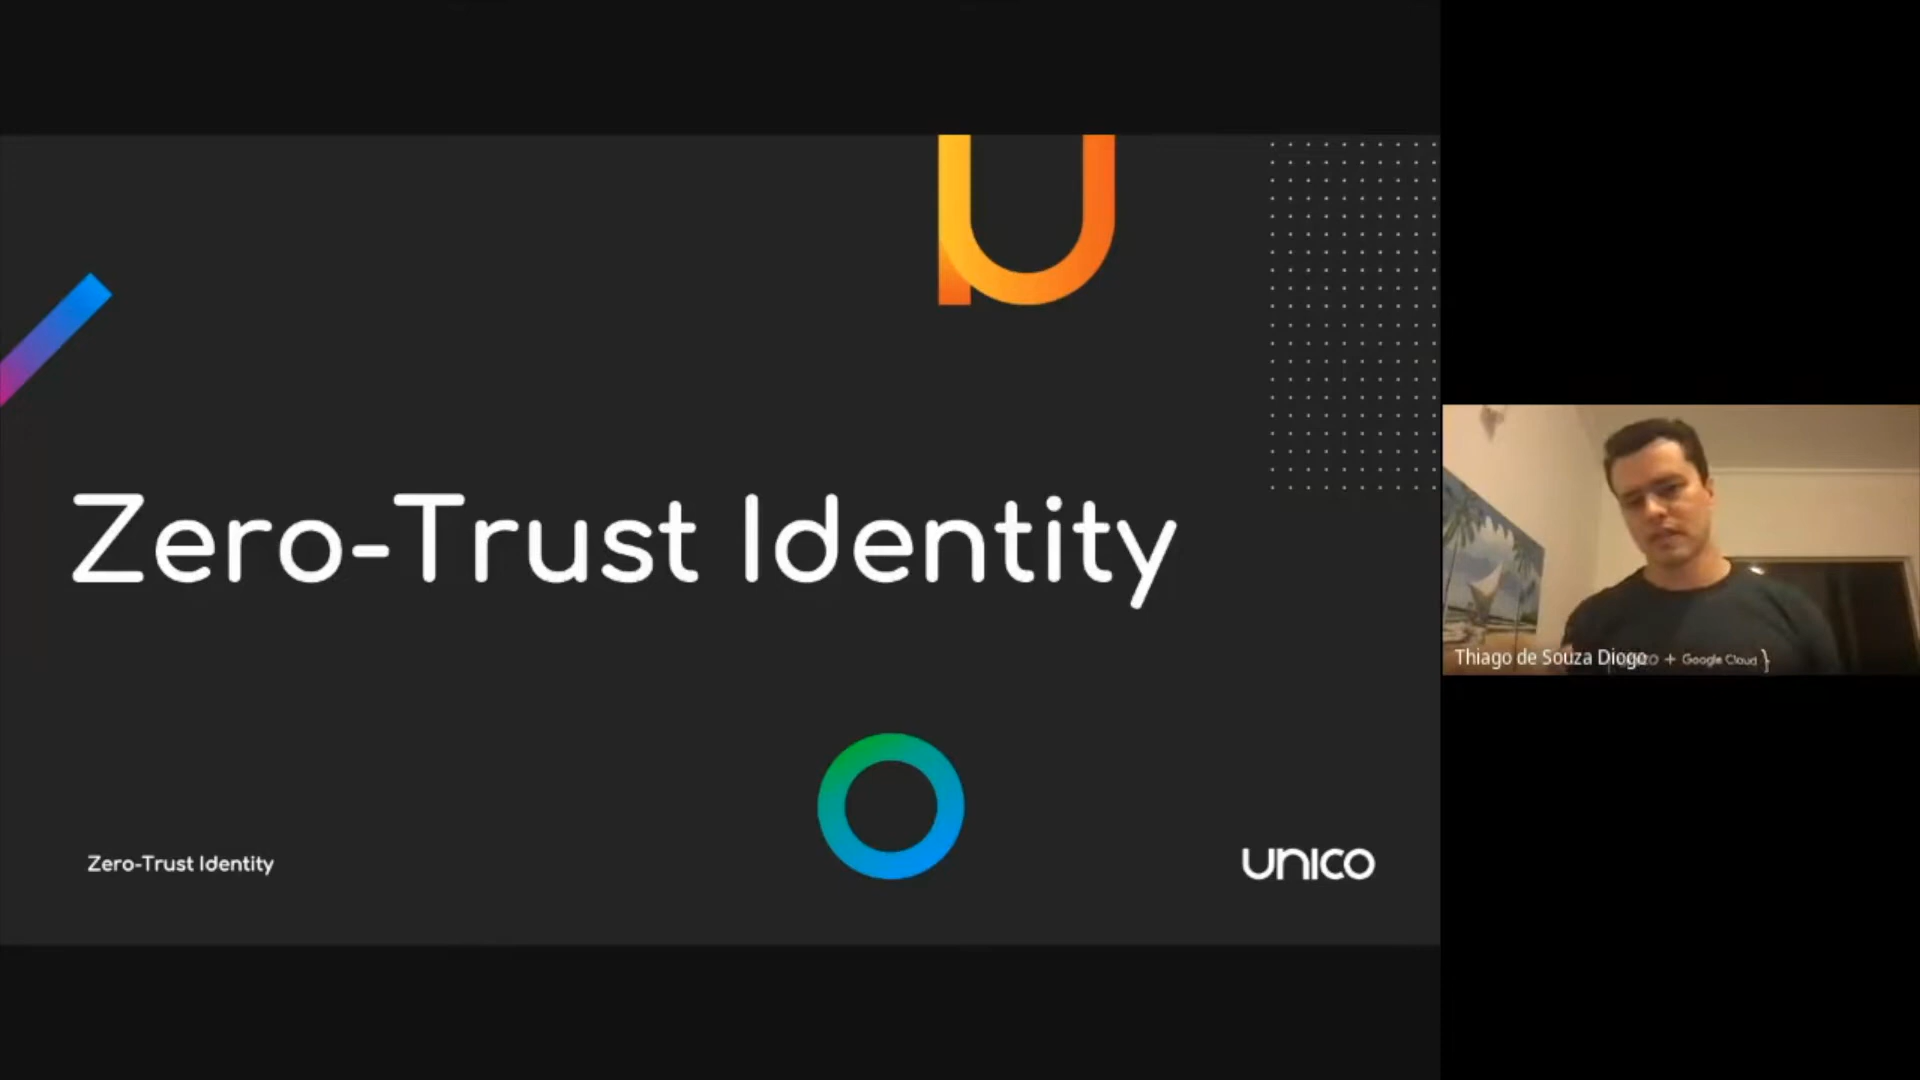 Zero-Trust Identity
Zero-Trust Identity
unico
Thiago de Souza Diogo
+ Google Cloud }